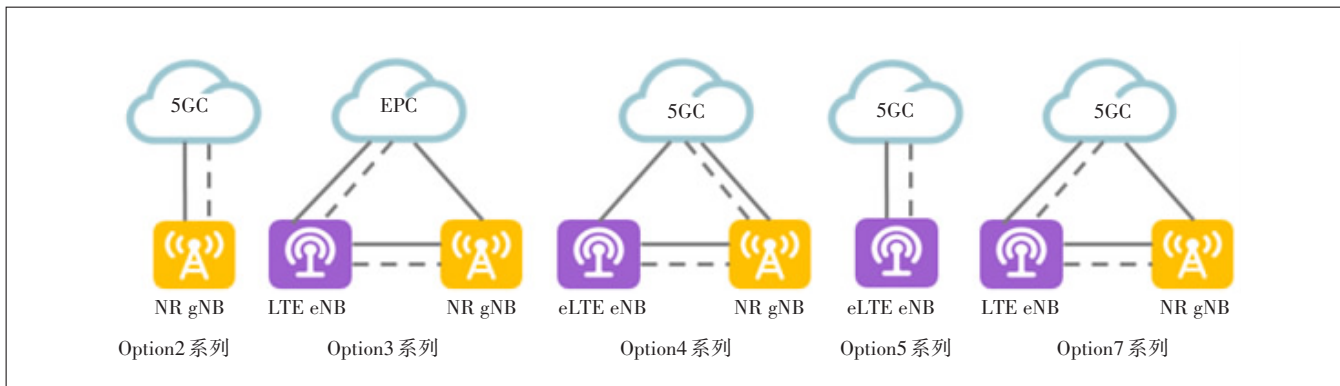 5GC EPC 5GC 5GC 5GC
NR gNB LTE eNB NR gNB eLTE eNB NR gNB eLTE eNB LTE eNB NR gNB
Option2系列 Option3系列 Option4系列 Option5系列 Option7系列